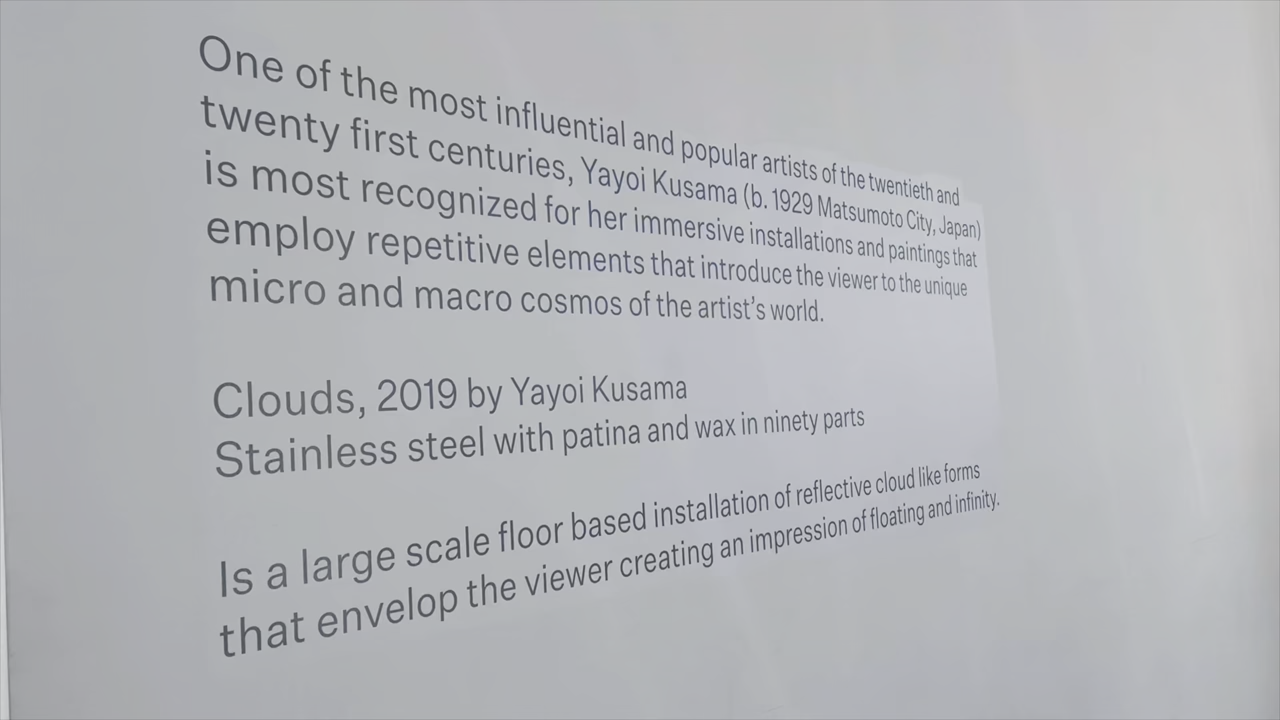 One of the most influential and popular artists of the twentieth and
twenty first centuries, Yayoi Kusama (b. 1929 Matsumoto City, Japan)
is most recognized for her immersive installations and paintings that
employ repetitive elements that introduce the viewer to the unique
micro and macro cosmos of the artist’s world.
Clouds, 2019 by Yayoi Kusama
Stainless steel with patina and wax in ninety parts
Is a large scale floor based installation of reflective cloud like forms
that envelop the viewer creating an impression of floating and infinity.